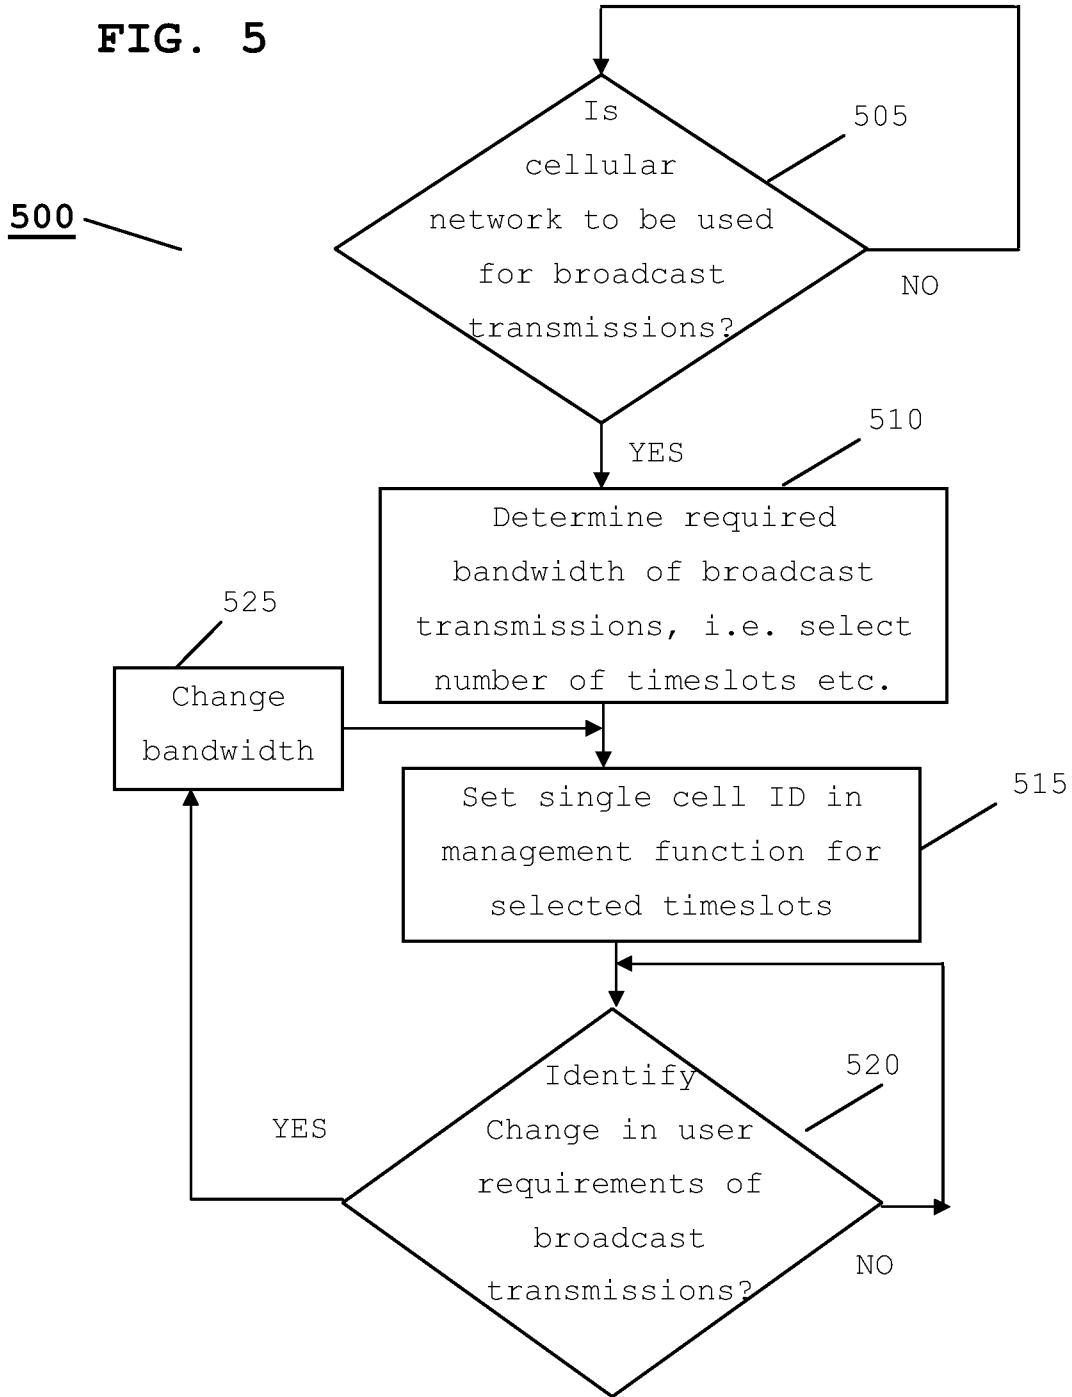 FIG. 5
Is
cellular
network to be used
for broadcast
transmissions?
505
500
NO
YES
510
Determine required
bandwidth of broadcast
transmissions, i.e. select
number of timeslots etc.
525
Change
bandwidth
Set single cell ID in
management function for
selected timeslots
515
Identify
Change in user
requirements of
broadcast
transmissions?
520
YES
NO